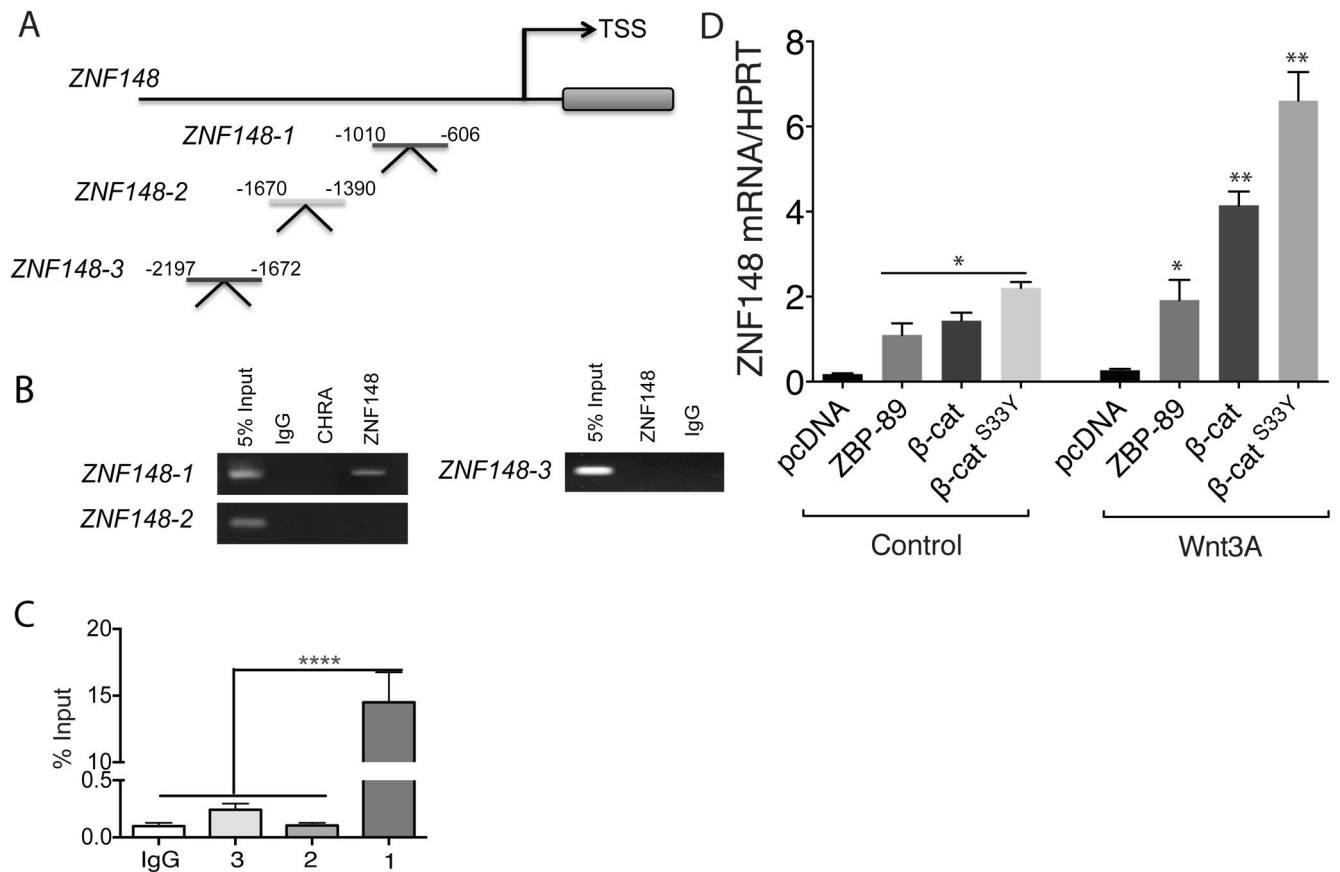 A
TSS
ZNF148
ZNF148-1
-1010
-606
ZNF148-2
-1670
-1390
ZNF148-3
-2197
-1672
B
5% Input
IgG
CHRA
ZNF148
ZNF148-1
ZNF148-2
5% Input
ZNF148
IgG
ZNF148-3
C
% Input
20
15
10
0.5
0.0
****
IgG
3
2
1
D
ZNF148 mRNA/HPRT
8
6
4
2
0
*
*
**
**
pcDNA
ZBP-89
β-cat
β-cat S33Y
pcDNA
ZBP-89
β-cat
β-cat S33Y
Control
Wnt3A